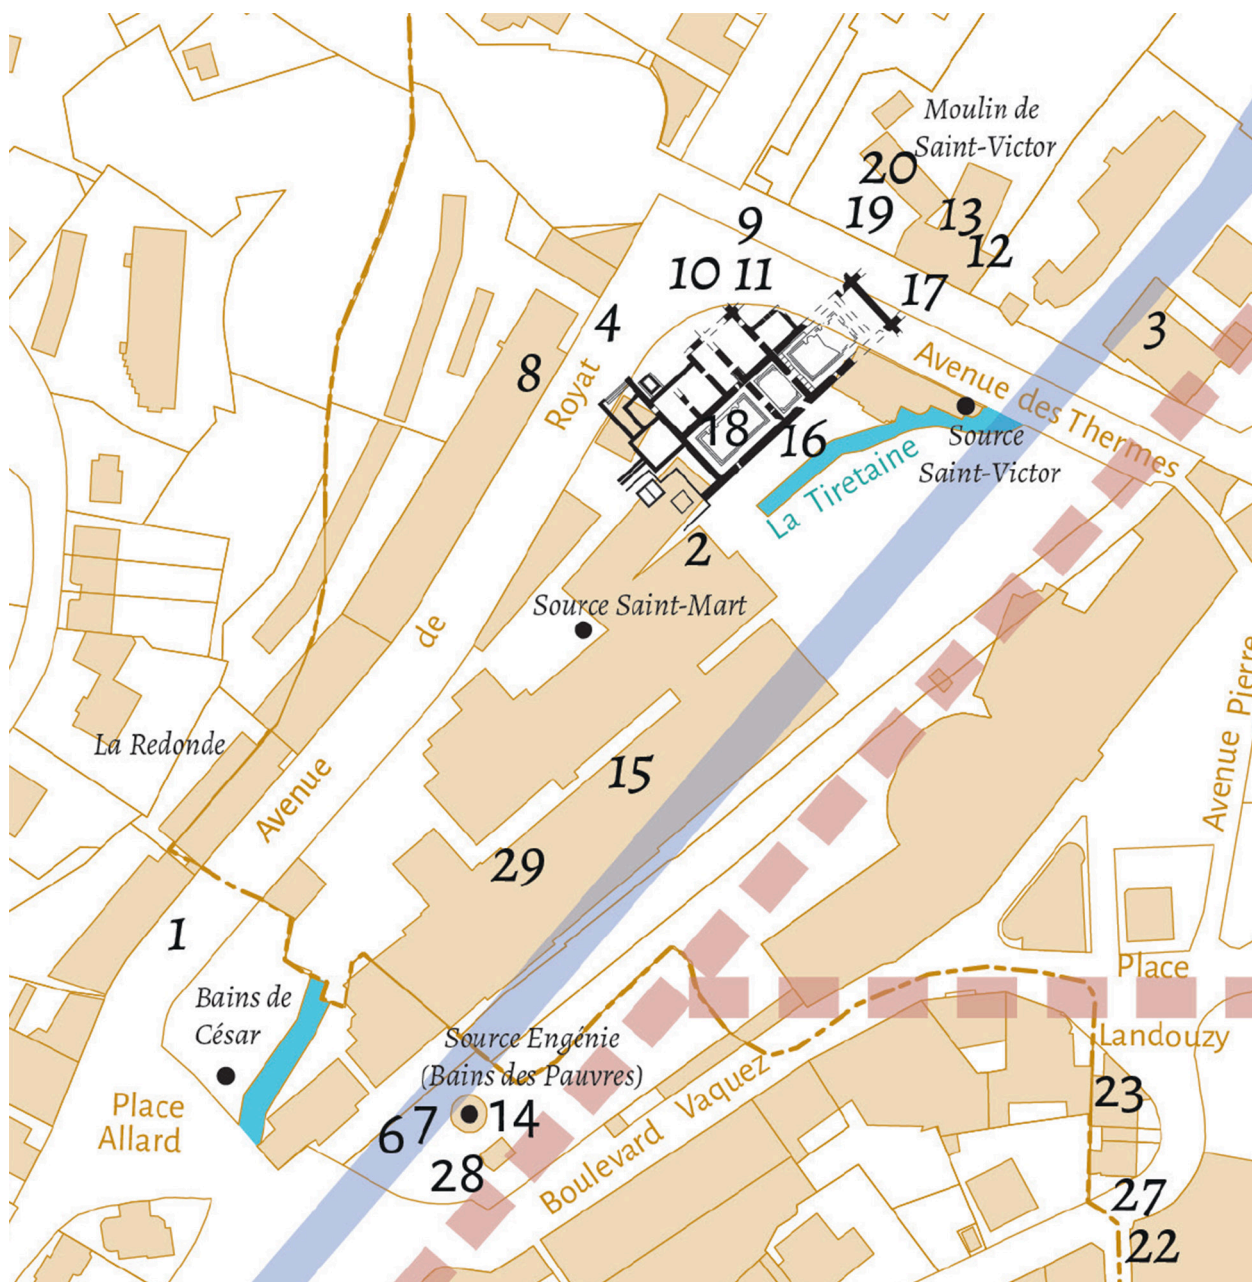 Moulin de
Saint-Victor
20
19
13
12
9
10
11
17
4
3
8
Royat
Avenue des Thermes
18
16
Source
Saint-Victor
La Tiretaine
2
Source Saint-Mart
de
Avenue Pierre
La Redonde
15
Avenue
29
1
Place
Landouzy
Bains de
César
Source Engénie
(Bains des Pauvres)
Place
Allard
6
7
14
28
Boulevard Vaquez
23
27
22